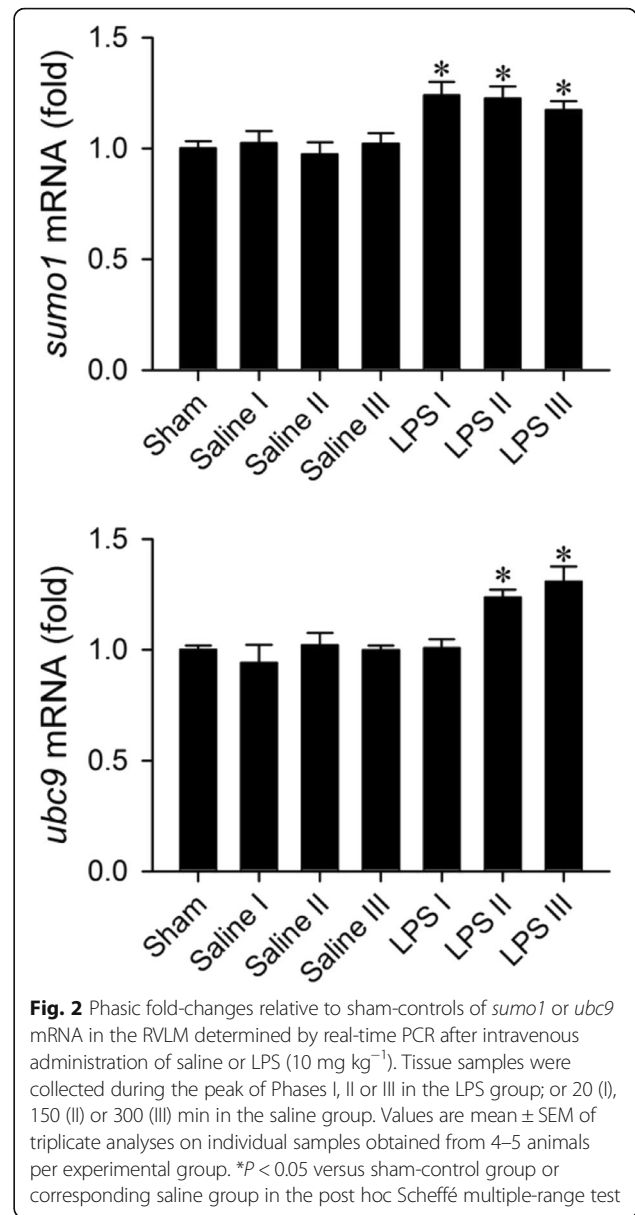 1.5
*
*
*
1.0
0.5
0.0
sumo1 mRNA (fold)
Sham
Saline I
Saline II
Saline III
LPS I
LPS II
LPS III
1.5
*
*
1.0
0.5
0.0
ubc9 mRNA (fold)
Sham
Saline I
Saline II
Saline III
LPS I
LPS II
LPS III
Fig. 2 Phasic fold-changes relative to sham-controls of sumo1 or ubc9
mRNA in the RVLM determined by real-time PCR after intravenous
administration of saline or LPS (10 mg kg⁻¹). Tissue samples were
collected during the peak of Phases I, II or III in the LPS group; or 20 (I),
150 (II) or 300 (III) min in the saline group. Values are mean ± SEM of
triplicate analyses on individual samples obtained from 4–5 animals
per experimental group. *P < 0.05 versus sham-control group or
corresponding saline group in the post hoc Scheffé multiple-range test